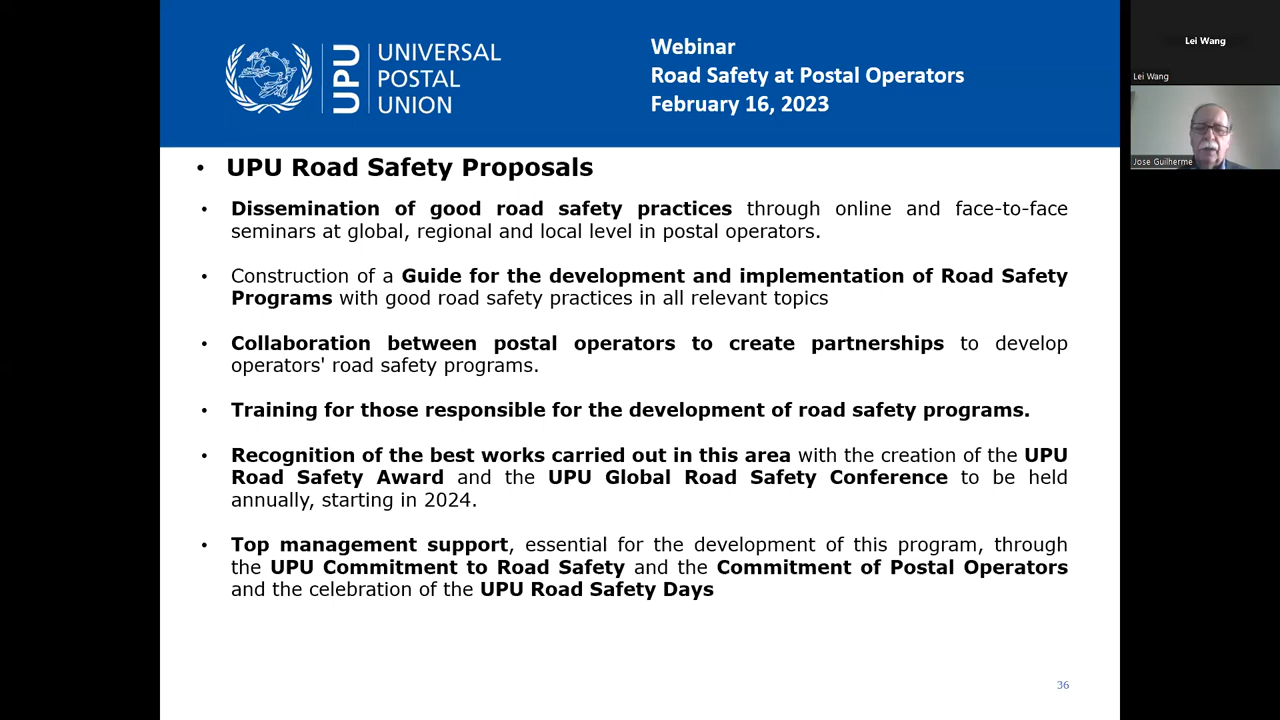 UPU
UNIVERSAL
POSTAL
UNION
Webinar
Road Safety at Postal Operators
February 16, 2023
Lei Wang
Lei Wang
Jose Guilherme
• UPU Road Safety Proposals
• Dissemination of good road safety practices through online and face-to-face
seminars at global, regional and local level in postal operators.
• Construction of a Guide for the development and implementation of Road Safety
Programs with good road safety practices in all relevant topics
• Collaboration between postal operators to create partnerships to develop
operators' road safety programs.
• Training for those responsible for the development of road safety programs.
• Recognition of the best works carried out in this area with the creation of the UPU
Road Safety Award and the UPU Global Road Safety Conference to be held
annually, starting in 2024.
• Top management support, essential for the development of this program, through
the UPU Commitment to Road Safety and the Commitment of Postal Operators
and the celebration of the UPU Road Safety Days
36